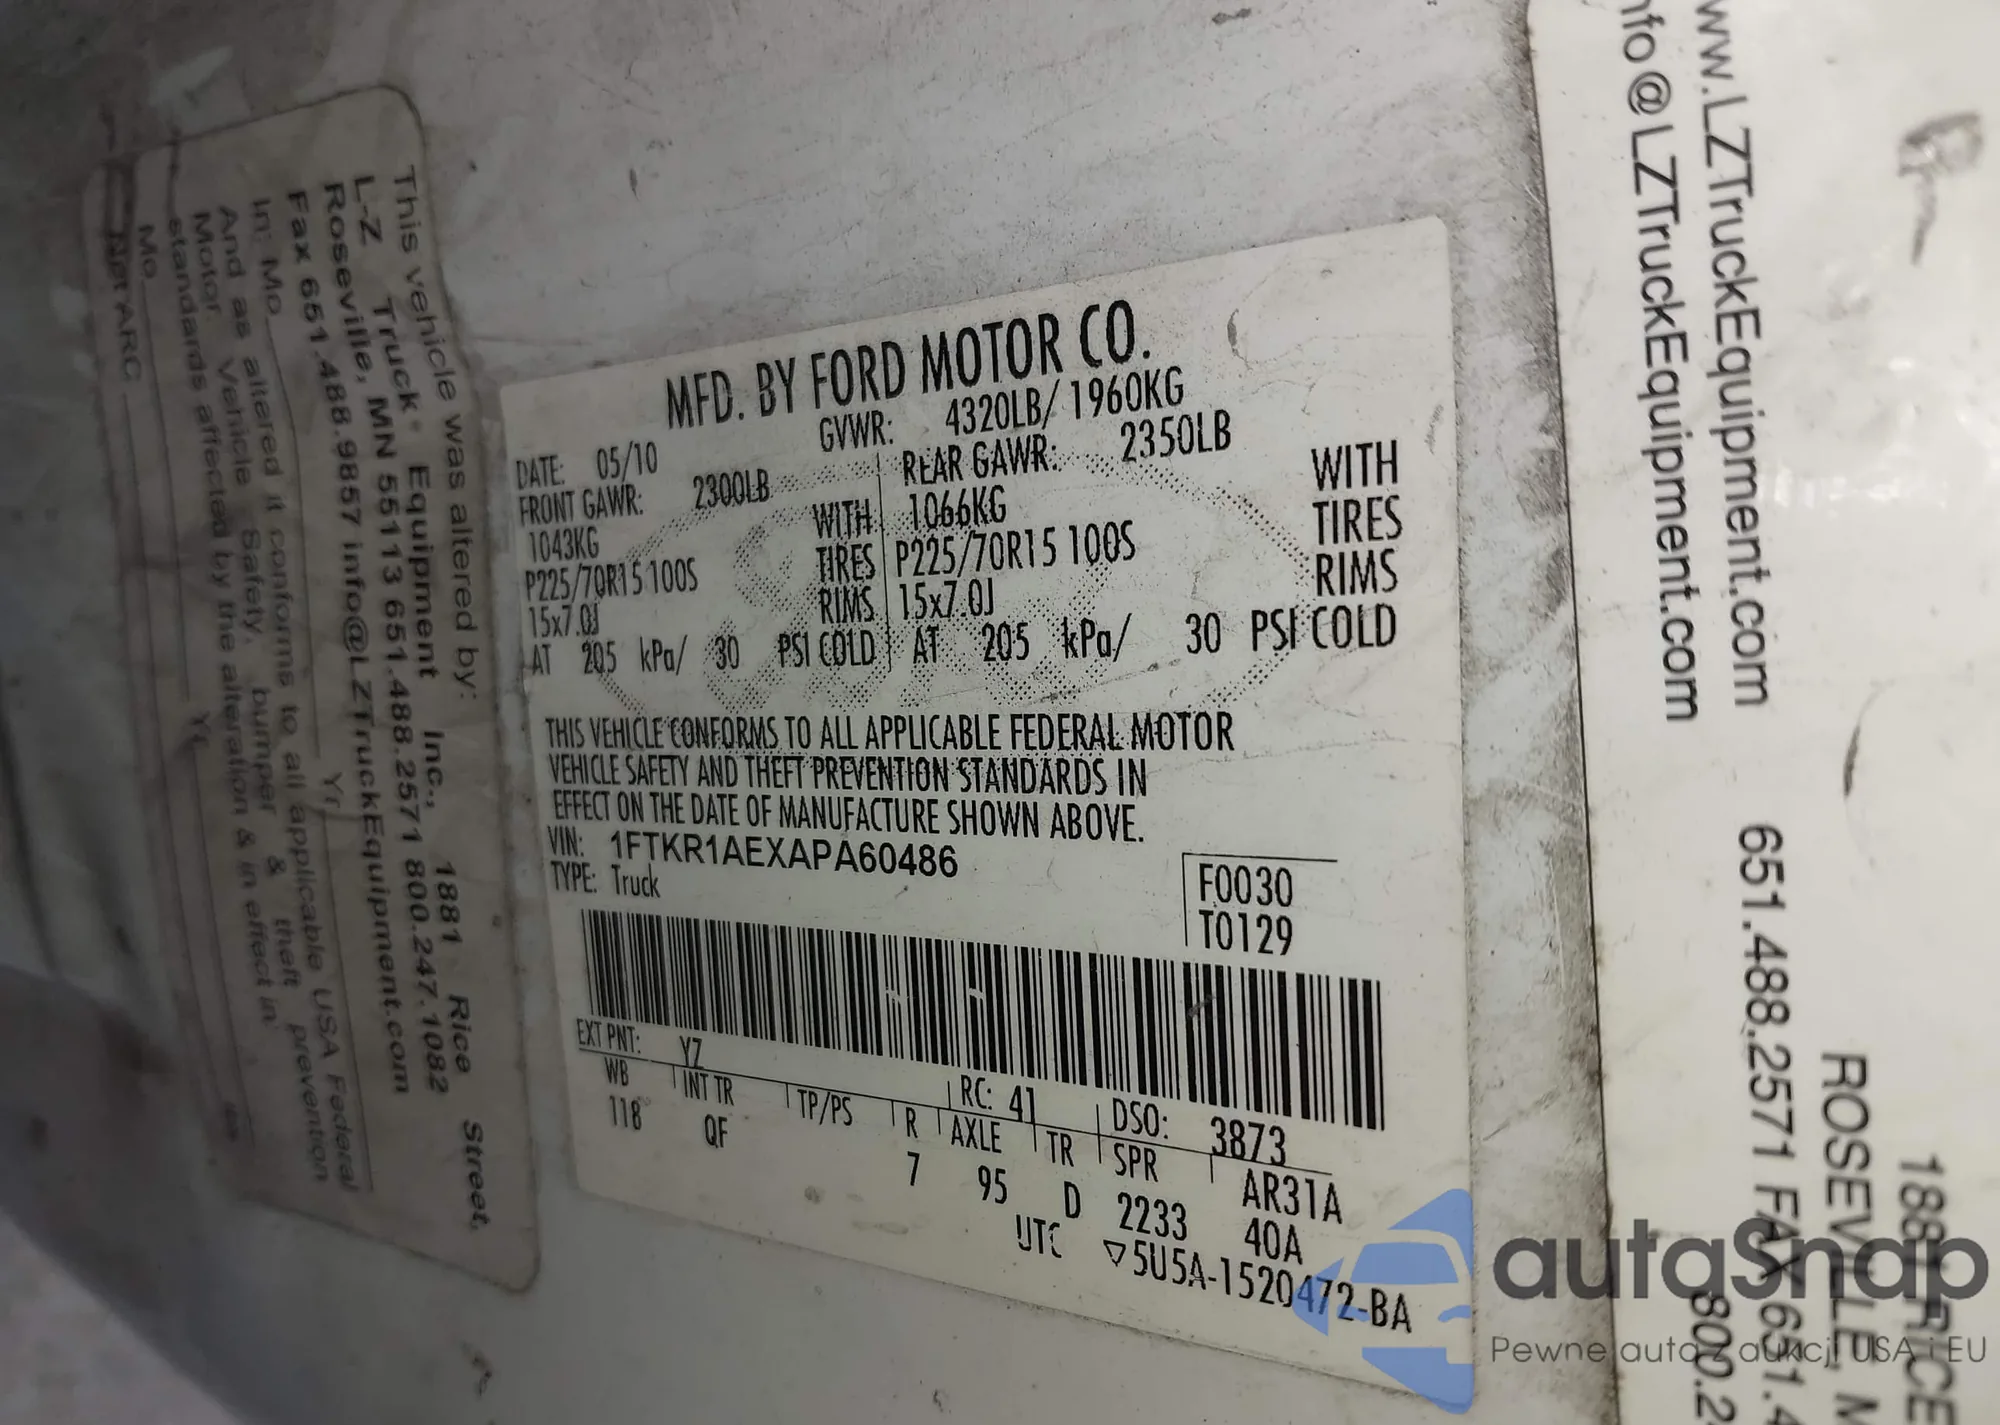 MFD. BY FORD MOTOR CO.
DATE: 05/10 GVWR: 4320LB/ 1960KG
FRONT GAWR: 2300LB REAR GAWR: 2350LB
1043KG WITH 1066KG WITH
P225/70R15 100S TIRES P225/70R15 100S TIRES
15x7.0J RIMS 15x7.0J RIMS
AT 205 kPa/ 30 PSI COLD AT 205 kPa/ 30 PSI COLD
THIS VEHICLE CONFORMS TO ALL APPLICABLE FEDERAL MOTOR
VEHICLE SAFETY AND THEFT PREVENTION STANDARDS IN
EFFECT ON THE DATE OF MANUFACTURE SHOWN ABOVE.
VIN: 1FTKR1AEXAPA60486
TYPE: Truck
F0030
T0129
EXT PNT: YZ RC: 41 DSO: 3873
WB INT TR TP/PS R AXLE TR SPR AR31A
118 QF 7 95 D 2233 40A
UTC ▽5U5A-1520472-BA
This vehicle was altered by:
L-Z Truck Equipment Inc., 1881 Rice Street,
Roseville, MN 55113 651.488.2571 800.247.1082
Fax 651.488.9857 info@LZTruckEquipment.com
In: Mo. Yr.
And as altered it conforms to all applicable USA Federal
Motor Vehicle Safety, bumper & theft prevention
standards affected by the alteration & in effect in:
Mo. Yr.
1881 RICE
ROSEVILLE, M
651.488.2571 FAX 651.4
800.2
ww.LZTruckEquipment.com
nfo@LZTruckEquipment.com
autoSnap
Pewne auta z aukcji USA i EU